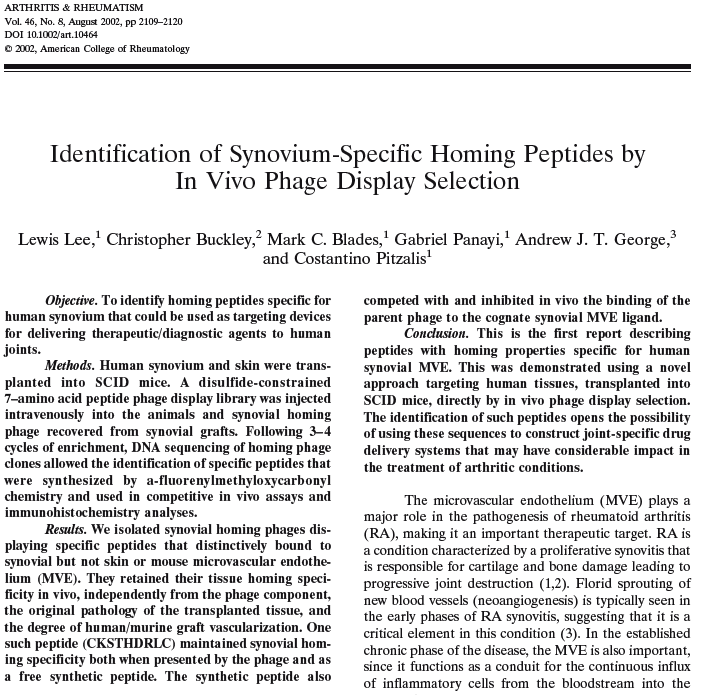 ARTHRITIS & RHEUMATISM
Vol. 46, No. 8, August 2002, pp 2109–2120
DOI 10.1002/art.10464
© 2002, American College of Rheumatology
Identification of Synovium-Specific Homing Peptides by
In Vivo Phage Display Selection
Lewis Lee,1 Christopher Buckley,2 Mark C. Blades,1 Gabriel Panayi,1 Andrew J. T. George,3
and Costantino Pitzalis1
Objective. To identify homing peptides specific for
human synovium that could be used as targeting devices
for delivering therapeutic/diagnostic agents to human
joints.
Methods. Human synovium and skin were trans-
planted into SCID mice. A disulfide-constrained
7–amino acid peptide phage display library was injected
intravenously into the animals and synovial homing
phage recovered from synovial grafts. Following 3–4
cycles of enrichment, DNA sequencing of homing phage
clones allowed the identification of specific peptides that
were synthesized by a-fluorenylmethyloxycarbonyl
chemistry and used in competitive in vivo assays and
immunohistochemistry analyses.
Results. We isolated synovial homing phages dis-
playing specific peptides that distinctively bound to
synovial but not skin or mouse microvascular endothe-
lium (MVE). They retained their tissue homing speci-
ficity in vivo, independently from the phage component,
the original pathology of the transplanted tissue, and
the degree of human/murine graft vascularization. One
such peptide (CKSTHDRLC) maintained synovial hom-
ing specificity both when presented by the phage and as
a free synthetic peptide. The synthetic peptide also
competed with and inhibited in vivo the binding of the
parent phage to the cognate synovial MVE ligand.
Conclusion. This is the first report describing
peptides with homing properties specific for human
synovial MVE. This was demonstrated using a novel
approach targeting human tissues, transplanted into
SCID mice, directly by in vivo phage display selection.
The identification of such peptides opens the possibility
of using these sequences to construct joint-specific drug
delivery systems that may have considerable impact in
the treatment of arthritic conditions.
The microvascular endothelium (MVE) plays a
major role in the pathogenesis of rheumatoid arthritis
(RA), making it an important therapeutic target. RA is
a condition characterized by a proliferative synovitis that
is responsible for cartilage and bone damage leading to
progressive joint destruction (1,2). Florid sprouting of
new blood vessels (neoangiogenesis) is typically seen in
the early phases of RA synovitis, suggesting that it is a
critical element in this condition (3). In the established
chronic phase of the disease, the MVE is also important,
since it functions as a conduit for the continuous influx
of inflammatory cells from the bloodstream into the